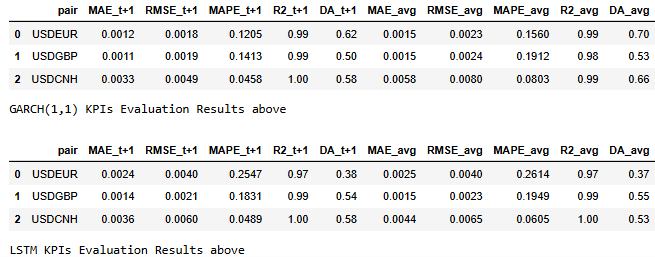 pair MAE_t+1 RMSE_t+1 MAPE_t+1 R2_t+1 DA_t+1 MAE_avg RMSE_avg MAPE_avg R2_avg DA_avg
0 USDEUR 0.0012 0.0018 0.1205 0.99 0.62 0.0015 0.0023 0.1560 0.99 0.70
1 USDGBP 0.0011 0.0019 0.1413 0.99 0.50 0.0015 0.0024 0.1912 0.98 0.53
2 USDCNH 0.0033 0.0049 0.0458 1.00 0.58 0.0058 0.0080 0.0803 0.99 0.66
GARCH(1,1) KPIs Evaluation Results above
pair MAE_t+1 RMSE_t+1 MAPE_t+1 R2_t+1 DA_t+1 MAE_avg RMSE_avg MAPE_avg R2_avg DA_avg
0 USDEUR 0.0024 0.0040 0.2547 0.97 0.38 0.0025 0.0040 0.2614 0.97 0.37
1 USDGBP 0.0014 0.0021 0.1831 0.99 0.54 0.0015 0.0023 0.1949 0.99 0.55
2 USDCNH 0.0036 0.0060 0.0489 1.00 0.58 0.0044 0.0065 0.0605 1.00 0.53
LSTM KPIs Evaluation Results above